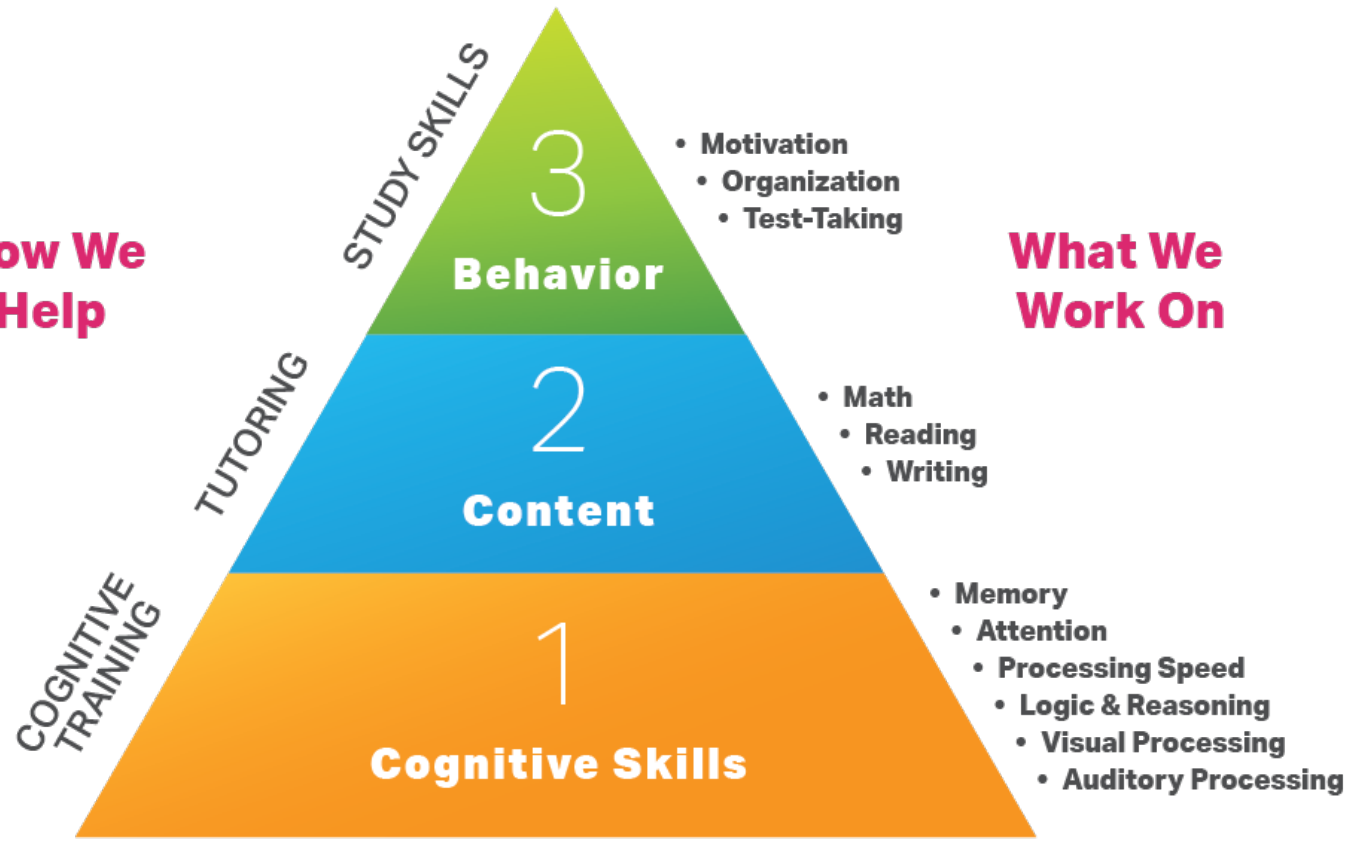 STUDY SKILLS
3
Behavior
• Motivation
• Organization
• Test-Taking
ow We
Help
What We
Work On
TUTORING
2
Content
• Math
• Reading
• Writing
COGNITIVE
TRAINING
1
Cognitive Skills
• Memory
• Attention
• Processing Speed
• Logic & Reasoning
• Visual Processing
• Auditory Processing